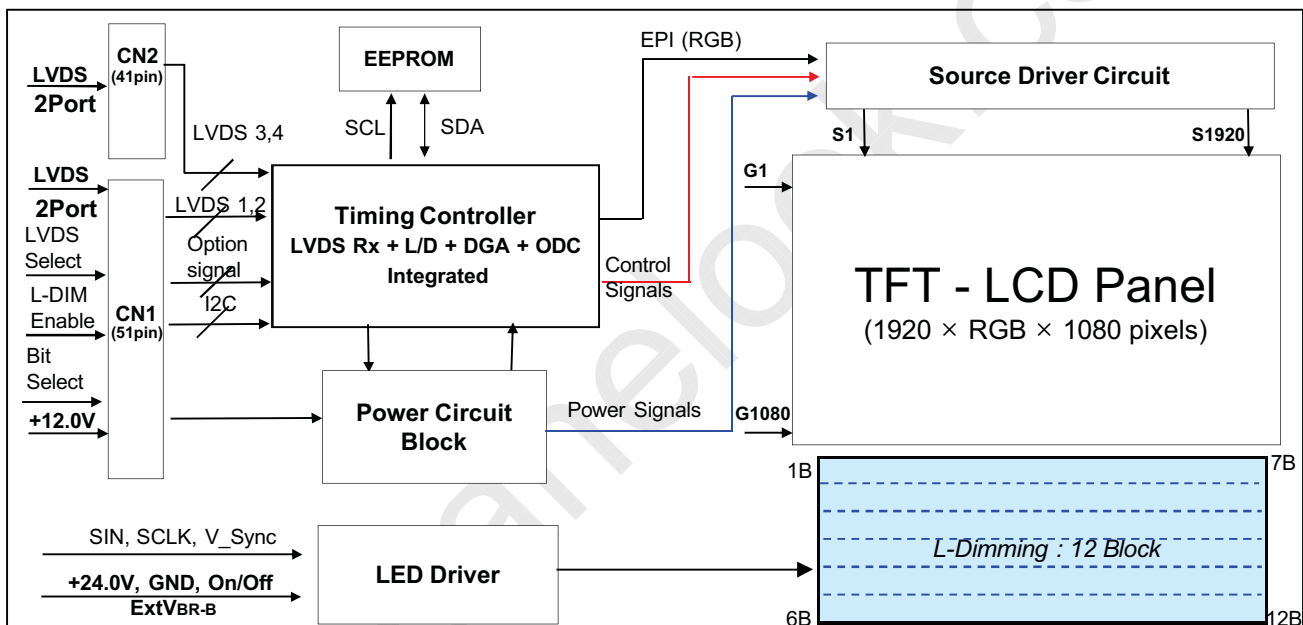 CN2
(41pin)
LVDS
2Port
EEPROM
SCL
SDA
LVDS 3,4
EPI (RGB)
Source Driver Circuit
S1
S1920
LVDS
2Port
LVDS
Select
L-DIM
Enable
Bit
Select
+12.0V
CN1
(51pin)
LVDS 1,2
Option
signal
I2C
Timing Controller
LVDS Rx + L/D + DGA + ODC
Integrated
Control
Signals
G1
TFT - LCD Panel
(1920 × RGB × 1080 pixels)
G1080
Power Circuit
Block
Power Signals
SIN, SCLK, V_Sync
+24.0V, GND, On/Off
ExtVBR-B
LED Driver
1B
7B
L-Dimming : 12 Block
6B
12B